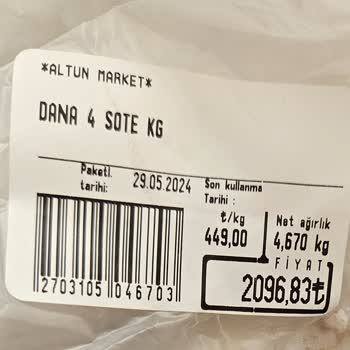 *ALTUN MARKET*
DANA 4 SOTE KG
Paketl. tarihi: 29.05.2024
Son kullanma Tarihi :
₺/kg
449,00
Net ağırlık
4,670 kg
FİYAT
2096,83₺
2703105 046703